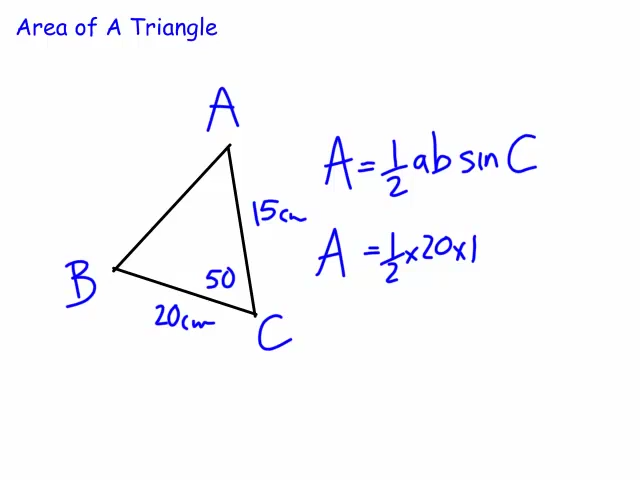 Area of A Triangle
A
A = 1/2 ab sin C
15cm
A = 1/2 × 20 × 1
B
50
20cm
C